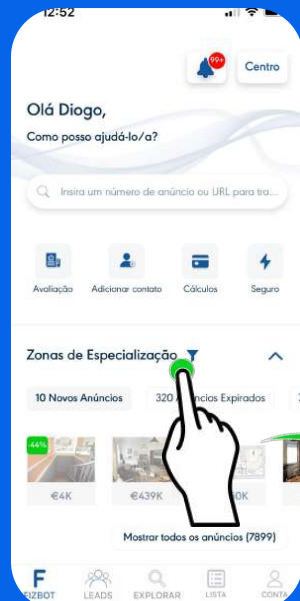 12:52
99+
Centro
Olá Diogo,
Como posso ajudá-lo/a?
Insira um número de anúncio ou URL para tra...
Avaliação
Adicionar contato
Cálculos
Seguro
Zonas de Especialização
10 Novos Anúncios
320 ncios Expirados
-44%
€4K
€439K
0K
Mostrar todos os anúncios (7899)
F
FIZBOT
LEADS
EXPLORAR
LISTA
CONTA